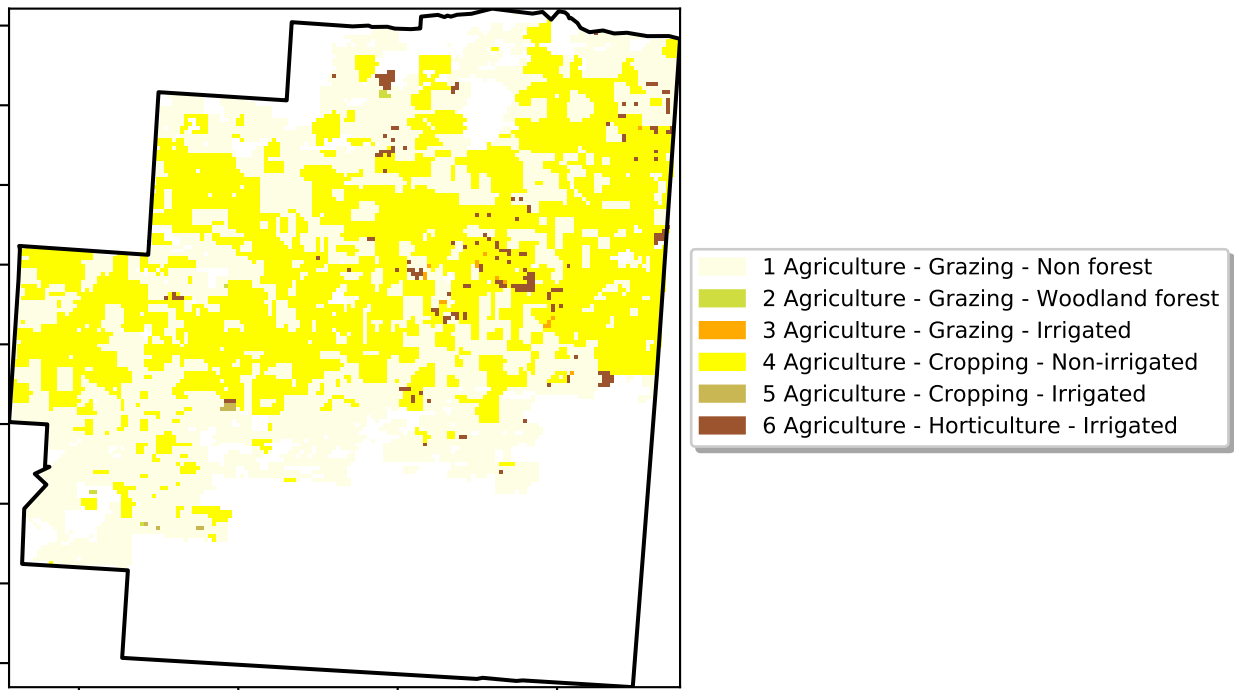 1 Agriculture - Grazing - Non forest
2 Agriculture - Grazing - Woodland forest
3 Agriculture - Grazing - Irrigated
4 Agriculture - Cropping - Non-irrigated
5 Agriculture - Cropping - Irrigated
6 Agriculture - Horticulture - Irrigated